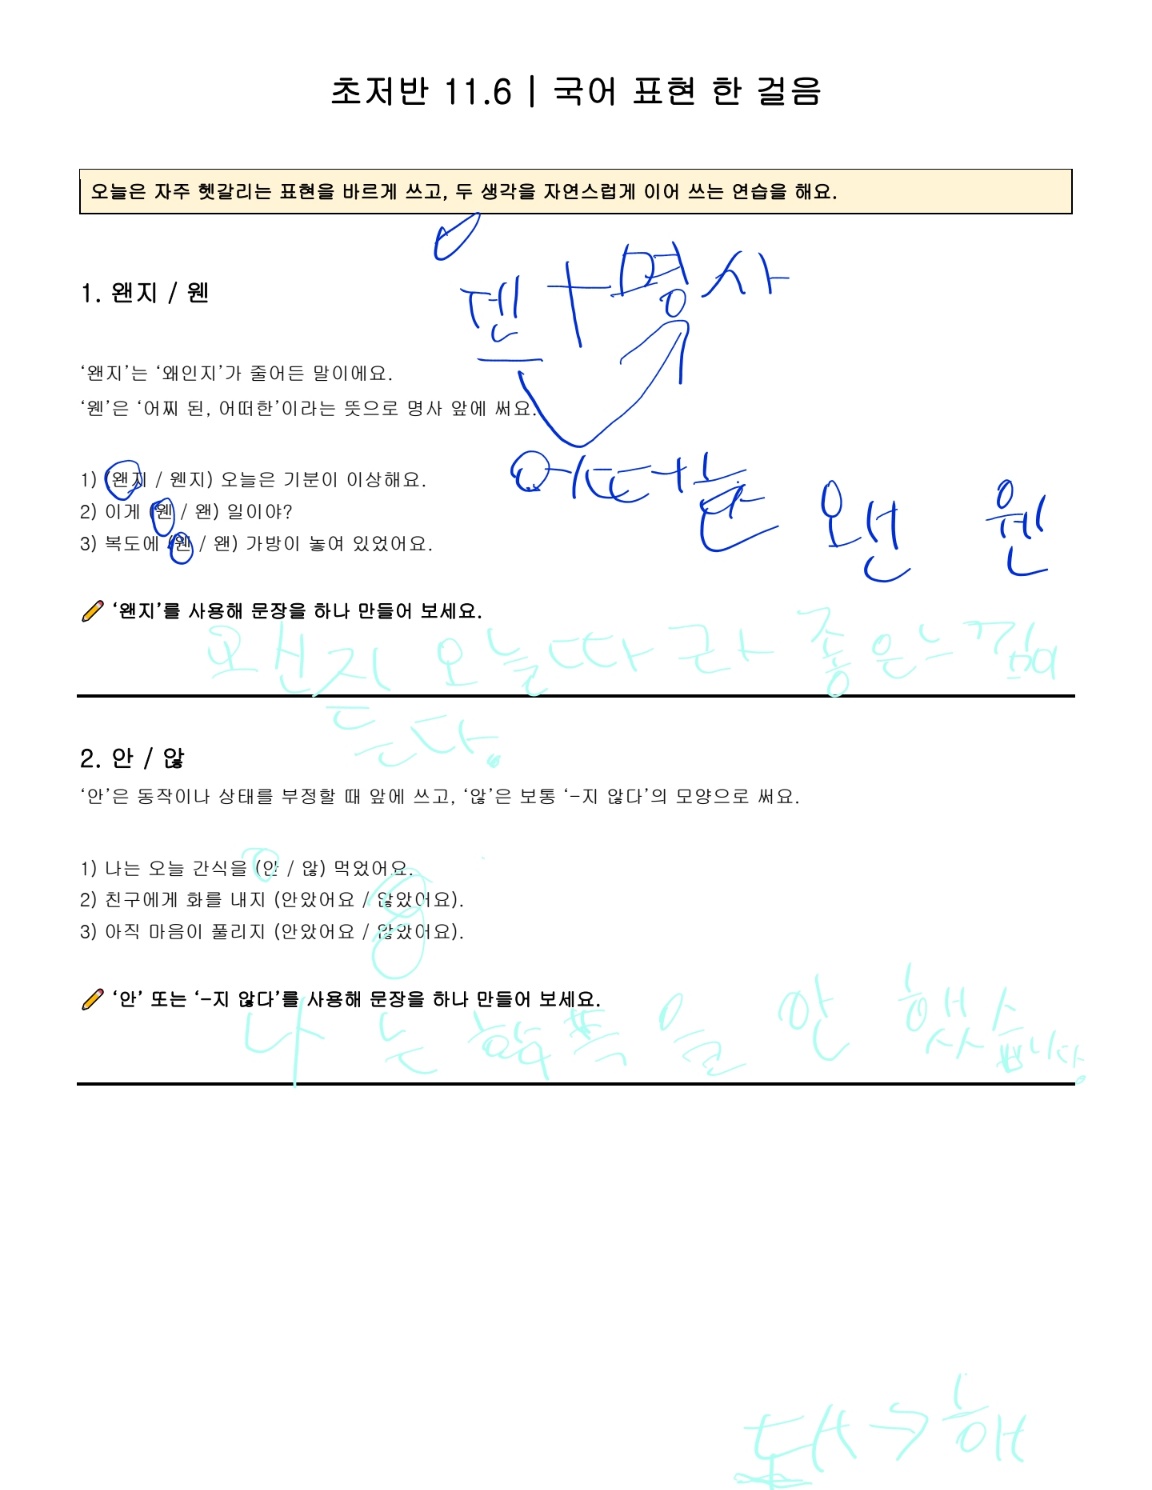 초저반 11.6 | 국어 표현 한 걸음
오늘은 자주 헷갈리는 표현을 바르게 쓰고, 두 생각을 자연스럽게 이어 쓰는 연습을 해요.
1. 왠지 / 웬
웬 + 명사
‘왠지’는 ‘왜인지’가 줄어든 말이에요.
‘웬’은 ‘어찌 된, 어떠한’이라는 뜻으로 명사 앞에 써요.
어떠한 왠 웬
1) (왠지 / 웬지) 오늘은 기분이 이상해요.
2) 이게 (웬 / 왠) 일이야?
3) 복도에 (웬 / 왠) 가방이 놓여 있었어요.
✏️ ‘왠지’를 사용해 문장을 하나 만들어 보세요.
왠지 오늘따라 좋은 느낌이
든다.
2. 안 / 않
‘안’은 동작이나 상태를 부정할 때 앞에 쓰고, ‘않’은 보통 ‘-지 않다’의 모양으로 써요.
1) 나는 오늘 간식을 (안 / 않) 먹었어요.
2) 친구에게 화를 내지 (안았어요 / 않았어요).
3) 아직 마음이 풀리지 (안았어요 / 않았어요).
✏️ ‘안’ 또는 ‘-지 않다’를 사용해 문장을 하나 만들어 보세요.
나는 학폭을 안 했습니다.